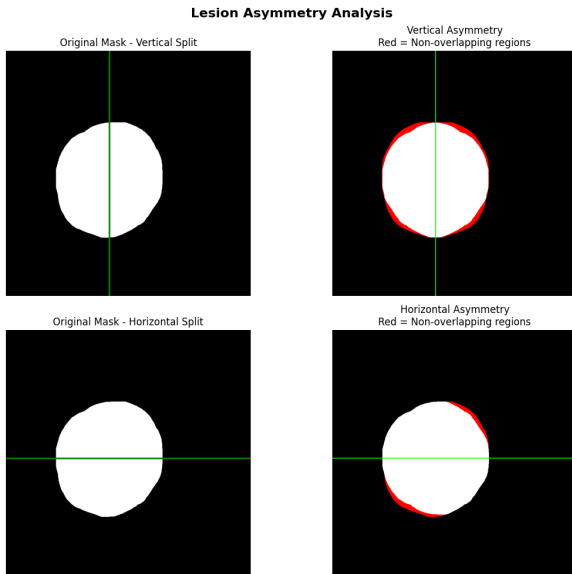 Lesion Asymmetry Analysis
Original Mask - Vertical Split
Vertical Asymmetry
Red = Non-overlapping regions
Original Mask - Horizontal Split
Horizontal Asymmetry
Red = Non-overlapping regions